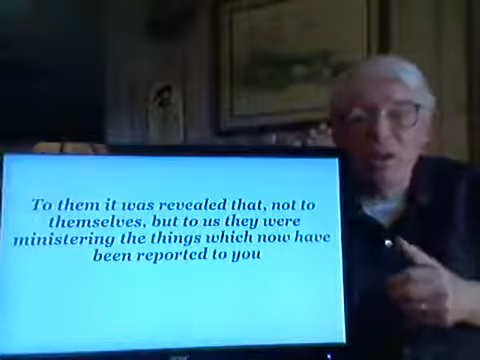 To them it was revealed that, not to
themselves, but to us they were
ministering the things which now have
been reported to you